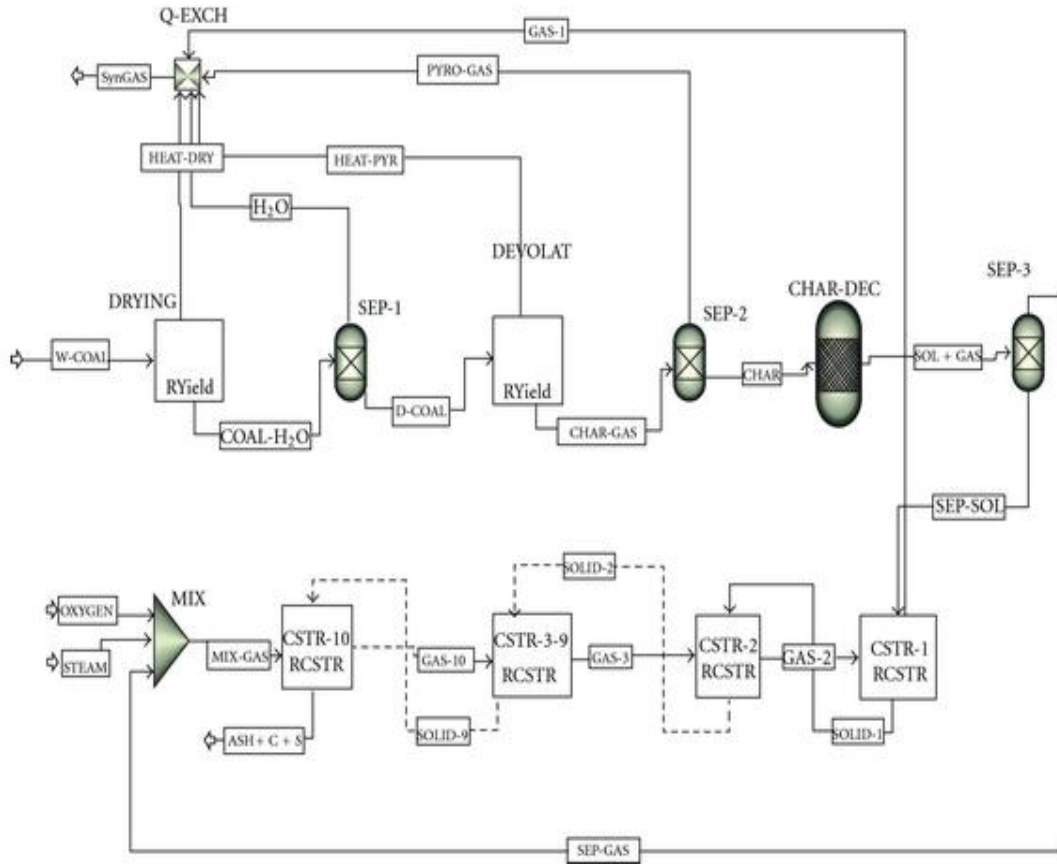 Q-EXCH
GAS-1
SynGAS
PYRO-GAS
HEAT-DRY
HEAT-PYR
H₂O
DEVOLAT
SEP-3
DRYING
SEP-1
SEP-2
CHAR-DEC
W-COAL
RYield
RYield
SOL + GAS
CHAR
D-COAL
COAL-H₂O
CHAR-GAS
SEP-SOL
SOLID-2
OXYGEN
MIX
STEAM
MIX-GAS
CSTR-10
RCSTR
GAS-10
CSTR-3-9
RCSTR
GAS-3
CSTR-2
RCSTR
GAS-2
CSTR-1
RCSTR
ASH + C + S
SOLID-9
SOLID-1
SEP-GAS